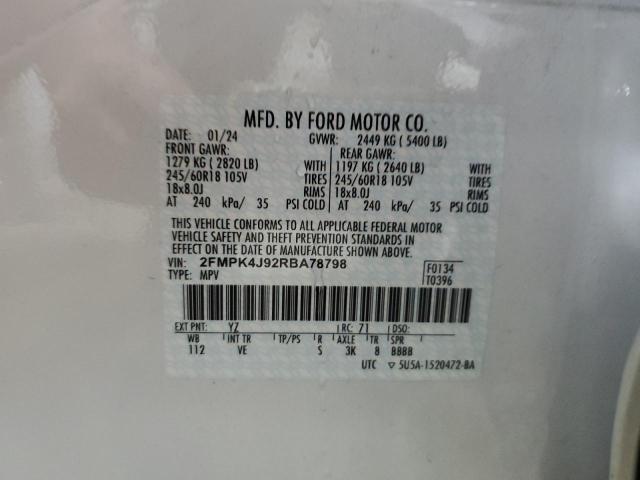 MFD. BY FORD MOTOR CO.
DATE: 01/24 GVWR: 2449 KG ( 5400 LB)
FRONT GAWR: REAR GAWR:
1279 KG ( 2820 LB) WITH 1197 KG ( 2640 LB) WITH
245/60R18 105V TIRES 245/60R18 105V TIRES
18x8.0J RIMS 18x8.0J RIMS
AT 240 kPa/ 35 PSI COLD AT 240 kPa/ 35 PSI COLD
THIS VEHICLE CONFORMS TO ALL APPLICABLE FEDERAL MOTOR
VEHICLE SAFETY AND THEFT PREVENTION STANDARDS IN
EFFECT ON THE DATE OF MANUFACTURE SHOWN ABOVE.
VIN: 2FMPK4J92RBA78798 F0134
TYPE: MPV T0396
EXT PNT: YZ RC: 71 DSO:
WB INT TR TP/PS R AXLE TR SPR
112 VE S 3K 8 BBBB
UTC ▽ 5U5A-1520472-BA